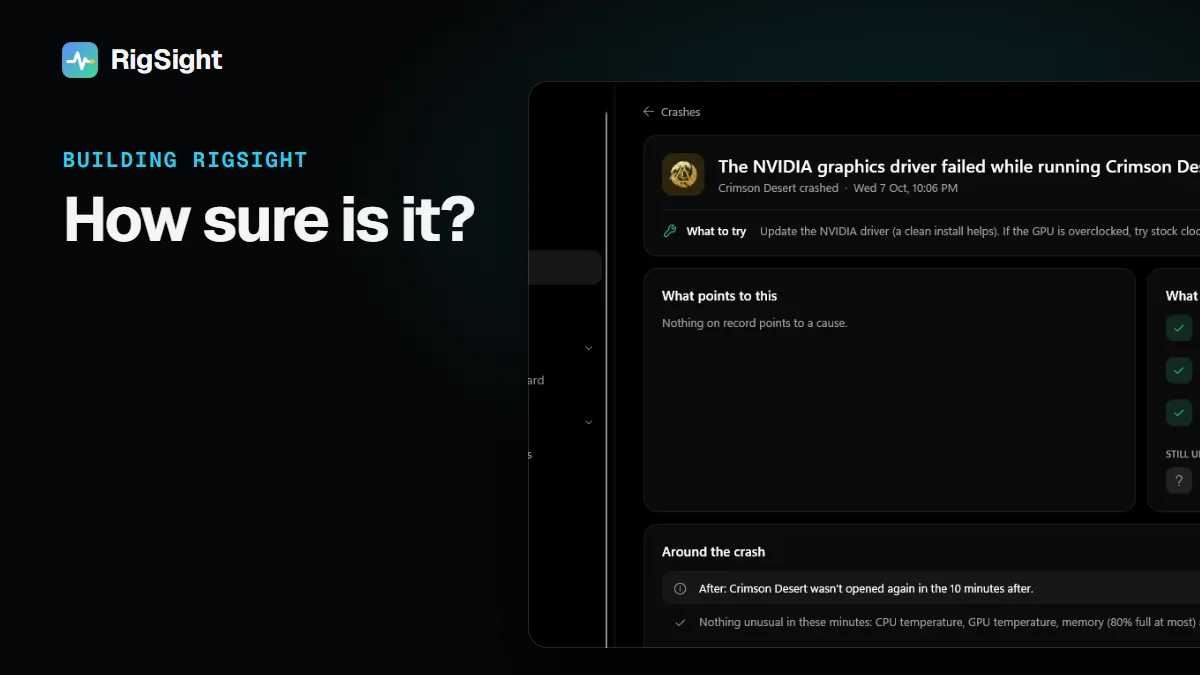 RigSight
BUILDING RIGSIGHT
How sure is it?
Crashes
The NVIDIA graphics driver failed while running Crimson De
Crimson Desert crashed · Wed 7 Oct, 10:06 PM
What to try Update the NVIDIA driver (a clean install helps). If the GPU is overclocked, try stock cloc
ard
s
What points to this
Nothing on record points to a cause.
What
STILL U
?
Around the crash
After: Crimson Desert wasn't opened again in the 10 minutes after.
Nothing unusual in these minutes: CPU temperature, GPU temperature, memory (80% full at most)